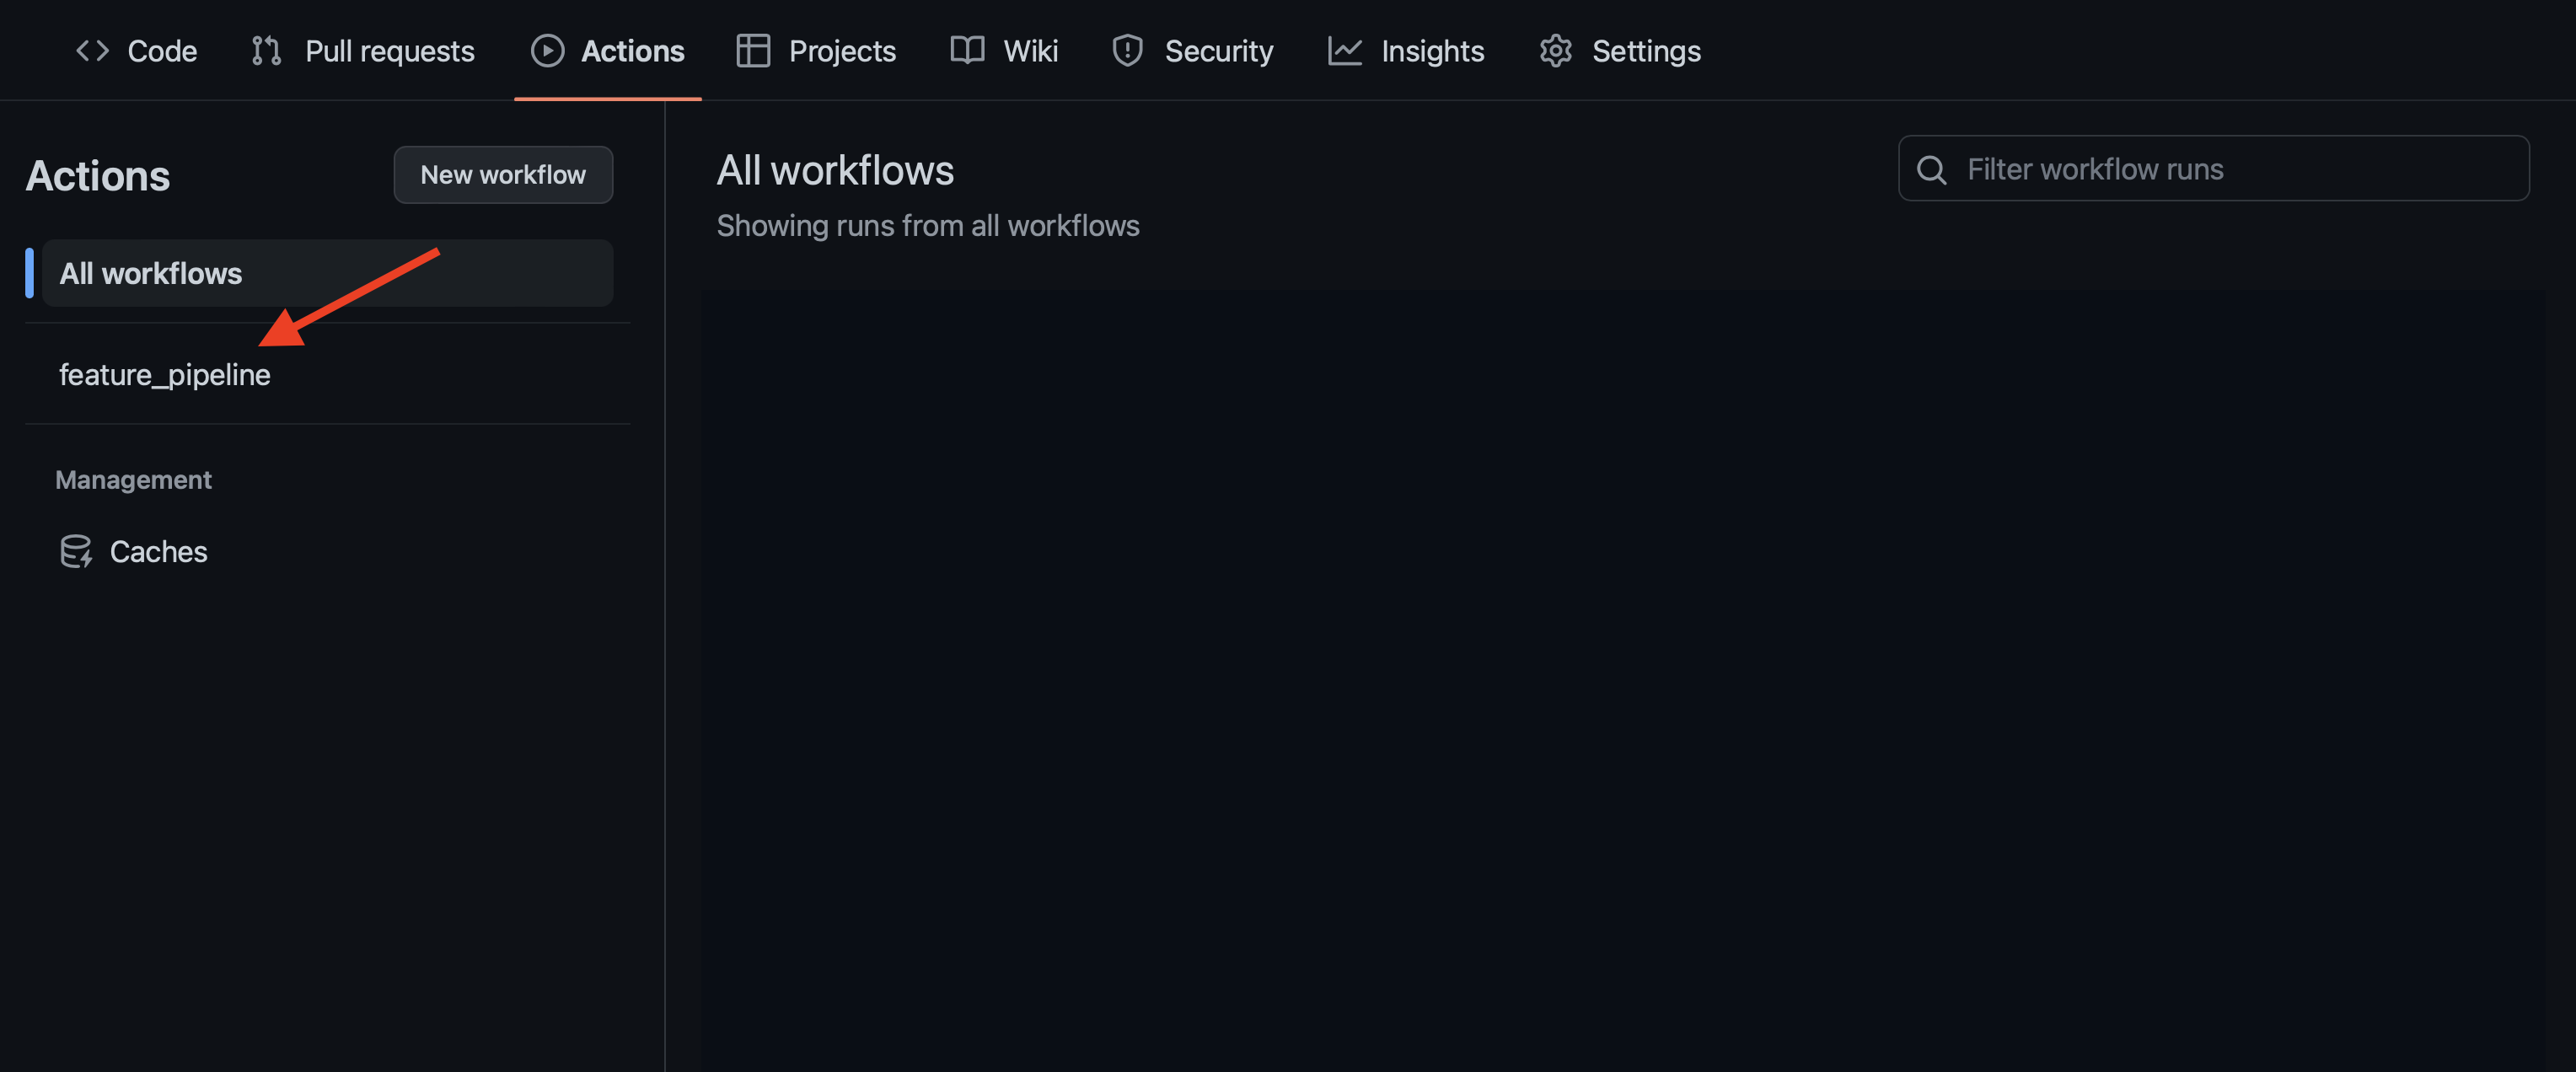 Code Pull requests Actions Projects Wiki Security Insights Settings
Actions New workflow
All workflows
feature_pipeline
Management
Caches
All workflows
Showing runs from all workflows
Filter workflow runs